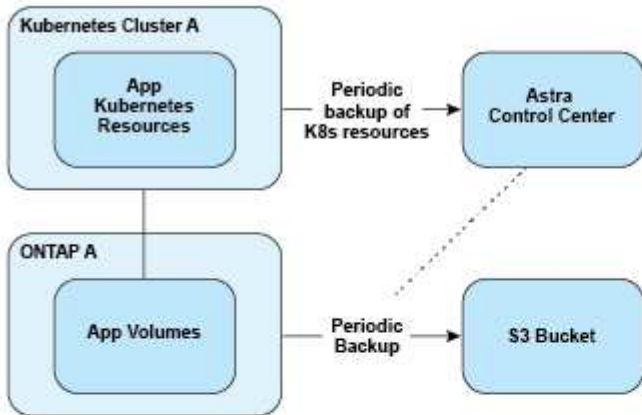 Kubernetes Cluster A
App
Kubernetes
Resources
Periodic
backup of
K8s resources
Astra
Control Center
ONTAP A
App Volumes
Periodic
Backup
S3 Bucket